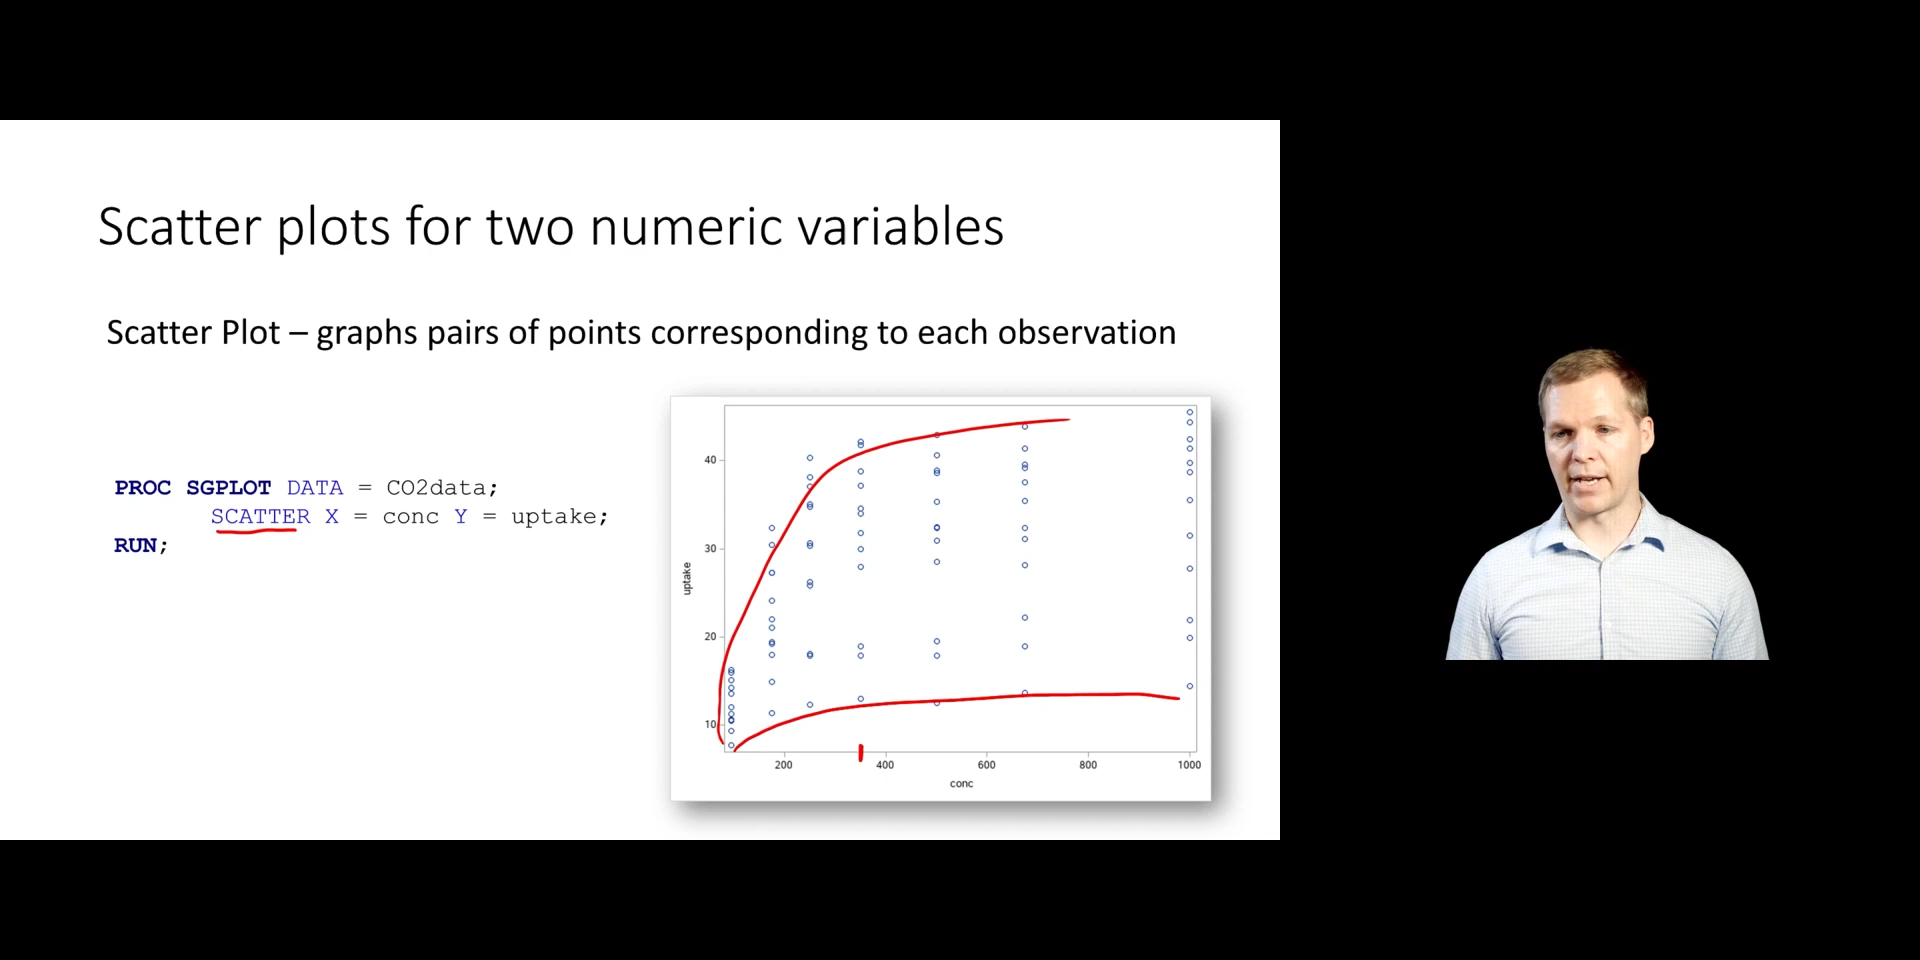 Scatter plots for two numeric variables
Scatter Plot – graphs pairs of points corresponding to each observation
PROC SGPLOT DATA = CO2data;
SCATTER X = conc Y = uptake;
RUN;
40
30
20
10
uptake
200 400 600 800 1000
conc